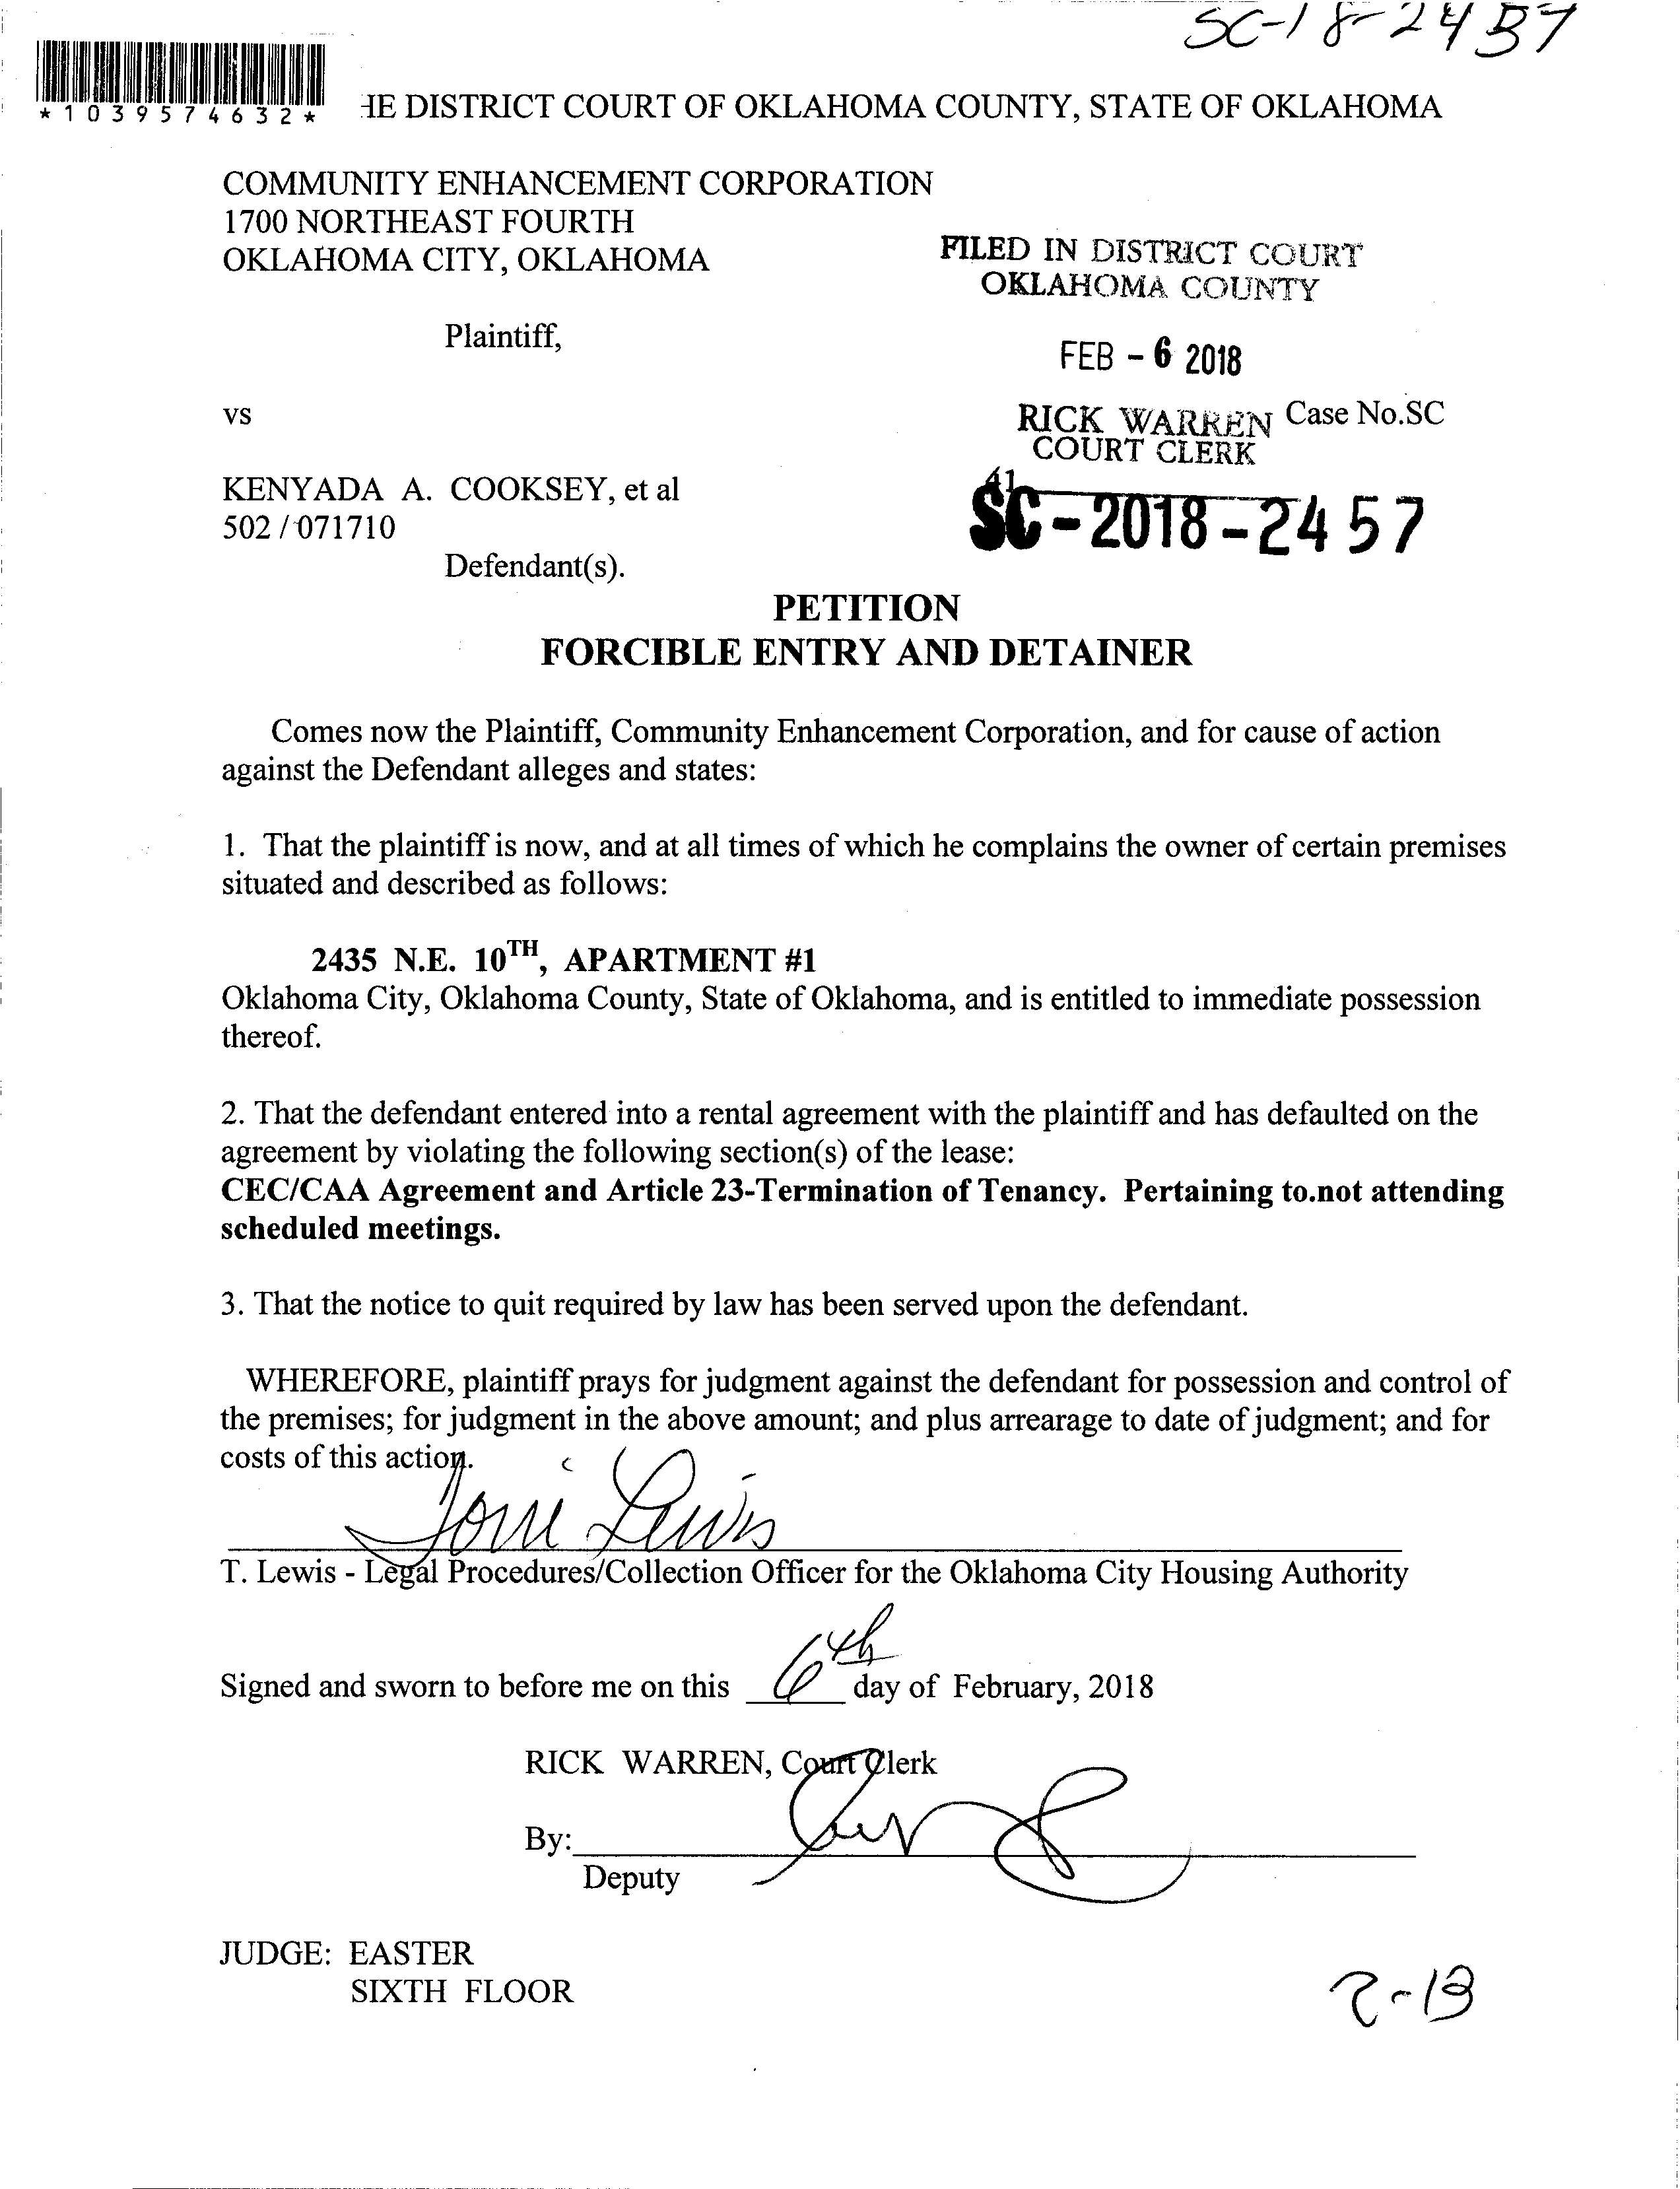 SC-18-2457
*1039574632*
HE DISTRICT COURT OF OKLAHOMA COUNTY, STATE OF OKLAHOMA
COMMUNITY ENHANCEMENT CORPORATION
1700 NORTHEAST FOURTH
OKLAHOMA CITY, OKLAHOMA
FILED IN DISTRICT COURT
OKLAHOMA COUNTY
Plaintiff,
FEB - 6 2018
vs
RICK WARREN Case No.SC
COURT CLERK
41
KENYADA A. COOKSEY, et al
502 / 071710
SC - 2018 - 2457
Defendant(s).
PETITION
FORCIBLE ENTRY AND DETAINER
Comes now the Plaintiff, Community Enhancement Corporation, and for cause of action
against the Defendant alleges and states:
1. That the plaintiff is now, and at all times of which he complains the owner of certain premises
situated and described as follows:
2435 N.E. 10TH, APARTMENT #1
Oklahoma City, Oklahoma County, State of Oklahoma, and is entitled to immediate possession
thereof.
2. That the defendant entered into a rental agreement with the plaintiff and has defaulted on the
agreement by violating the following section(s) of the lease:
CEC/CAA Agreement and Article 23-Termination of Tenancy. Pertaining to.not attending
scheduled meetings.
3. That the notice to quit required by law has been served upon the defendant.
WHEREFORE, plaintiff prays for judgment against the defendant for possession and control of
the premises; for judgment in the above amount; and plus arrearage to date of judgment; and for
costs of this action.
Toni Lewis
T. Lewis - Legal Procedures/Collection Officer for the Oklahoma City Housing Authority
Signed and sworn to before me on this 6th day of February, 2018
RICK WARREN, Court Clerk
By:
Deputy
JUDGE: EASTER
SIXTH FLOOR
2-13